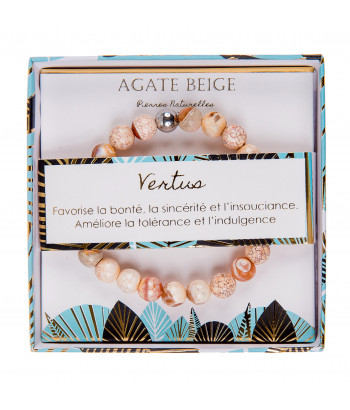 AGATE BEIGE
Pierres Naturelles
Vertus
Favorise la bonté, la sincérité et l'insouciance.
Améliore la tolérance et l'indulgence